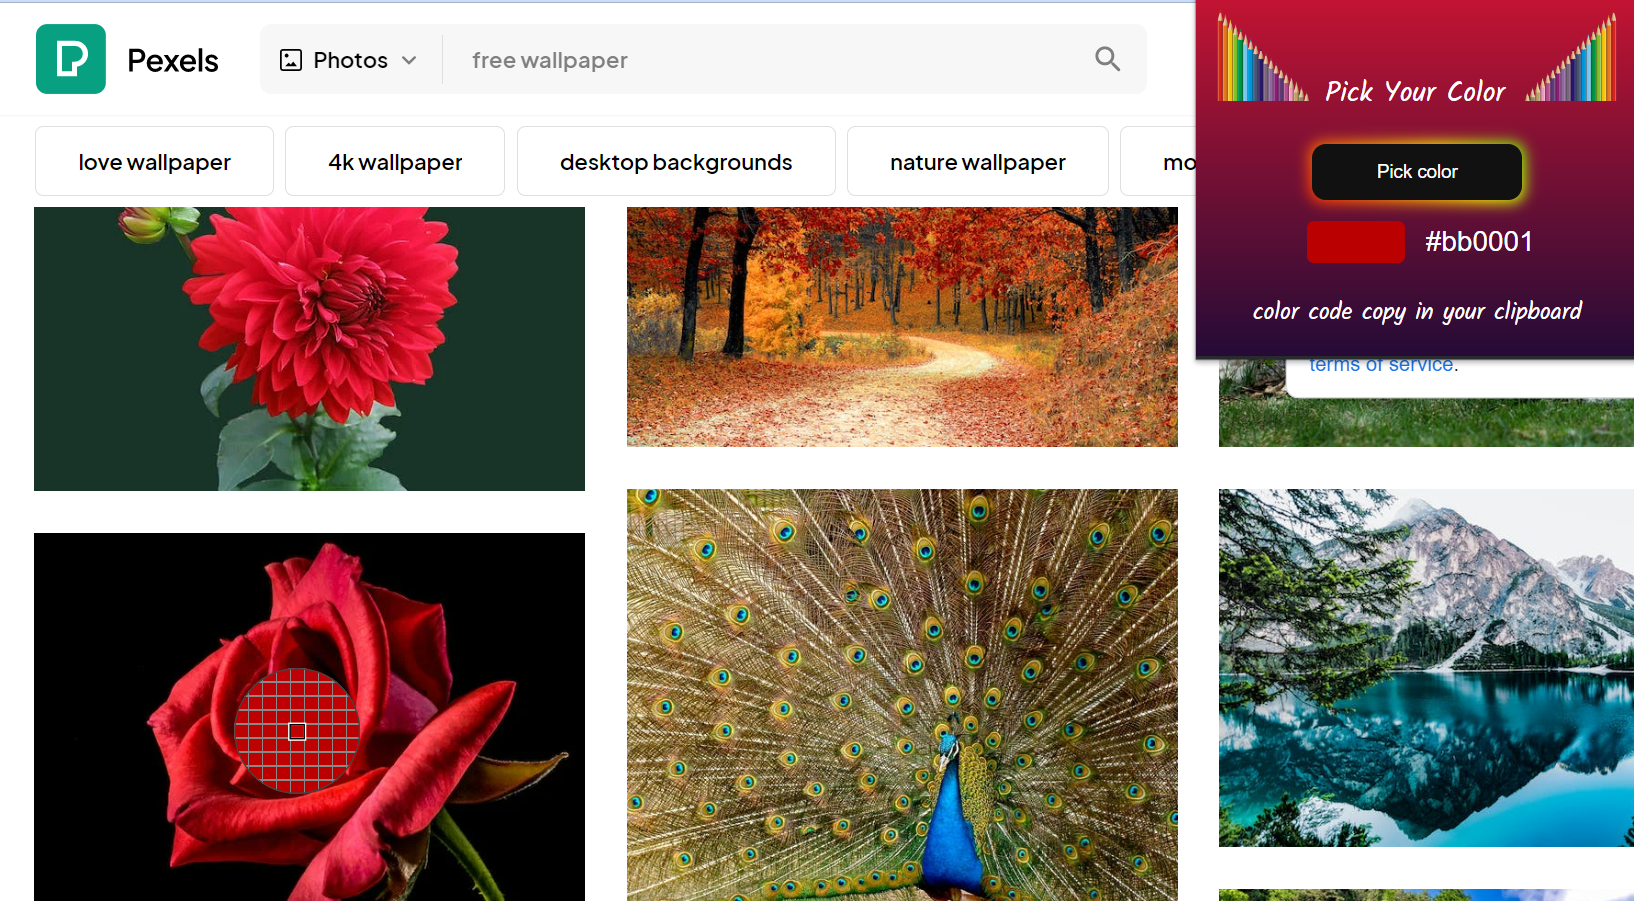 Pexels
Photos
free wallpaper
love wallpaper
4k wallpaper
desktop backgrounds
nature wallpaper
mo
Pick Your Color
Pick color
#bb0001
color code copy in your clipboard
terms of service.